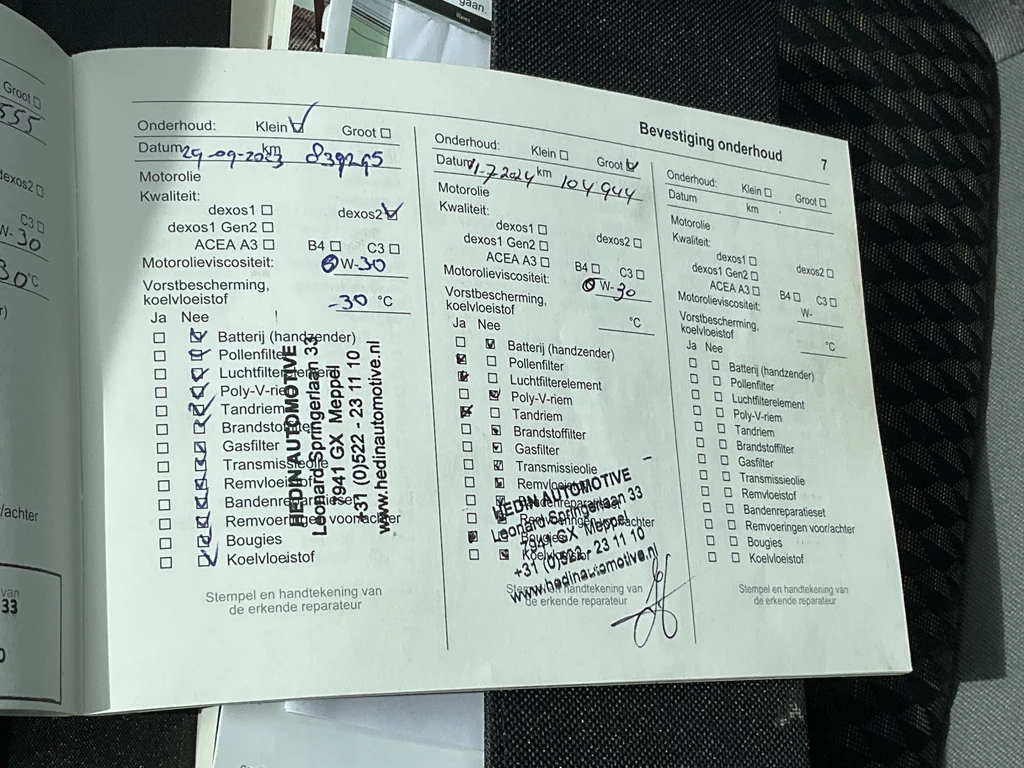 gaan.
Groot
555
dexos2
C3
W-30
30°C
r/achter
van
33
Bevestiging onderhoud
7
Onderhoud: Klein Groot
Datum 29-09-2023 km
Motorolie
Kwaliteit:
dexos1 dexos2
dexos1 Gen2
ACEA A3 B4 C3
Motorolieviscositeit: W-30
Vorstbescherming,
koelvloeistof -30 °C
Ja Nee
Batterij (handzender)
Pollenfilter
Luchtfilterelement
Poly-V-riem
Tandriem
Brandstoffilter
Gasfilter
Transmissieolie
Remvloeistof
Bandenreparatieset
Remvoeringen voor/achter
Bougies
Koelvloeistof
HEDIN AUTOMOTIVE
Leonard Springerlaan 33
7941 GX Meppel
+31 (0)522 - 23 11 10
www.hedinautomotive.nl
Stempel en handtekening van
de erkende reparateur
Onderhoud: Klein Groot
Datum km 104944
Motorolie
Kwaliteit:
dexos1
dexos1 Gen2 dexos2
ACEA A3 B4 C3
Motorolieviscositeit: 0W-30
Vorstbescherming,
koelvloeistof °C
Ja Nee
Batterij (handzender)
Pollenfilter
Luchtfilterelement
Poly-V-riem
Tandriem
Brandstoffilter
Gasfilter
Transmissieolie
Remvloeistof
Bandenreparatieset
Remvoeringen voor/achter
Bougies
Koelvloeistof
HEDIN AUTOMOTIVE
Leonard Springerlaan 33
7941 GX Meppel
+31 (0)522 - 23 11 10
www.hedinautomotive.nl
Stempel en handtekening van
de erkende reparateur
Onderhoud: Klein Groot
Datum km
Motorolie
Kwaliteit:
dexos1
dexos1 Gen2 dexos2
ACEA A3 B4 C3
Motorolieviscositeit: W-
Vorstbescherming,
koelvloeistof °C
Ja Nee
Batterij (handzender)
Pollenfilter
Luchtfilterelement
Poly-V-riem
Tandriem
Brandstoffilter
Gasfilter
Transmissieolie
Remvloeistof
Bandenreparatieset
Remvoeringen voor/achter
Bougies
Koelvloeistof
Stempel en handtekening van
de erkende reparateur